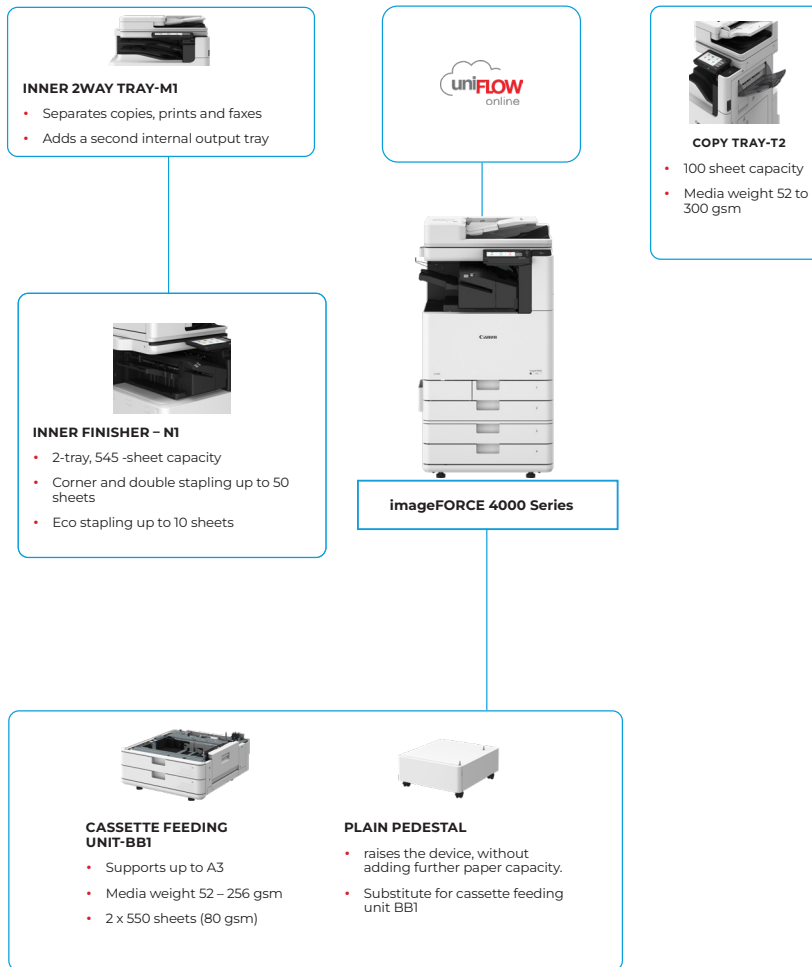 INNER 2WAY TRAY-M1
• Separates copies, prints and faxes
• Adds a second internal output tray
uniFLOW
online
COPY TRAY-T2
• 100 sheet capacity
• Media weight 52 to
300 gsm
Canon
INNER FINISHER – N1
• 2-tray, 545 -sheet capacity
• Corner and double stapling up to 50
sheets
• Eco stapling up to 10 sheets
imageFORCE 4000 Series
CASSETTE FEEDING
UNIT-BB1
• Supports up to A3
• Media weight 52 – 256 gsm
• 2 x 550 sheets (80 gsm)
PLAIN PEDESTAL
• raises the device, without
adding further paper capacity.
• Substitute for cassette feeding
unit BB1